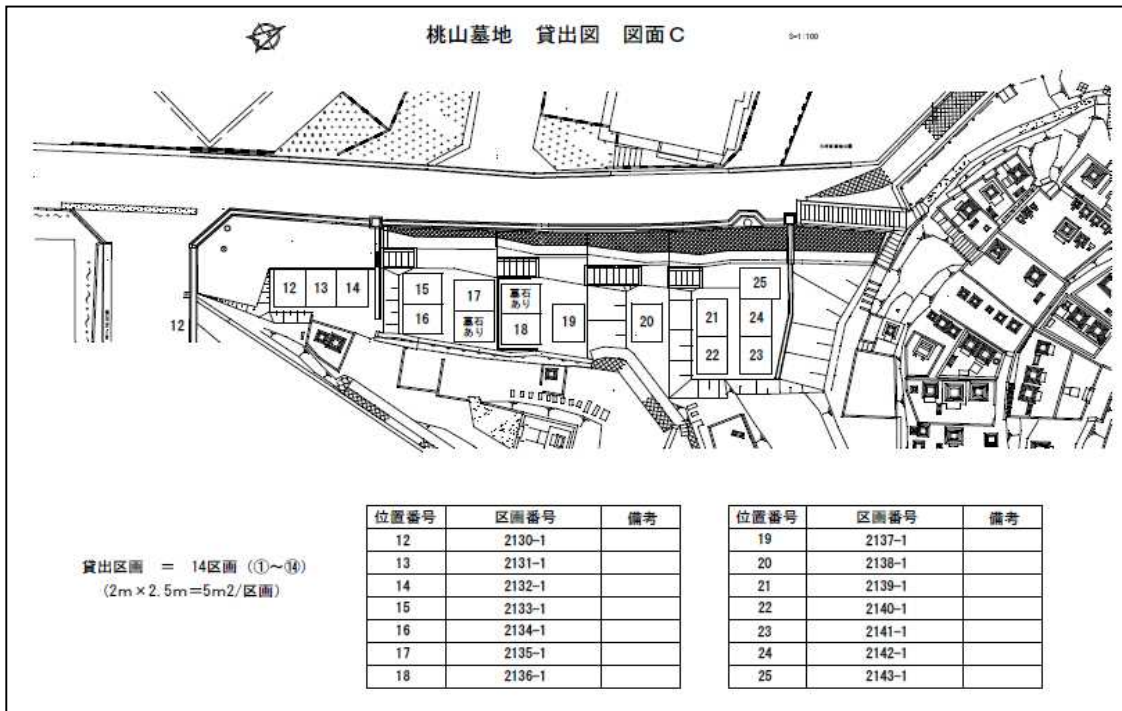 桃山墓地 貸出図 図面C
S=1:100
25
12 13 14 15 17 墓石あり
16 墓石あり 18 19 20 21 24
22 23
12
位置番号 区画番号 備考
12 2130-1
13 2131-1
14 2132-1
15 2133-1
16 2134-1
17 2135-1
18 2136-1
位置番号 区画番号 備考
19 2137-1
20 2138-1
21 2139-1
22 2140-1
23 2141-1
24 2142-1
25 2143-1
貸出区画 = 14区画 (①~⑭)
(2m×2.5m=5m2/区画)